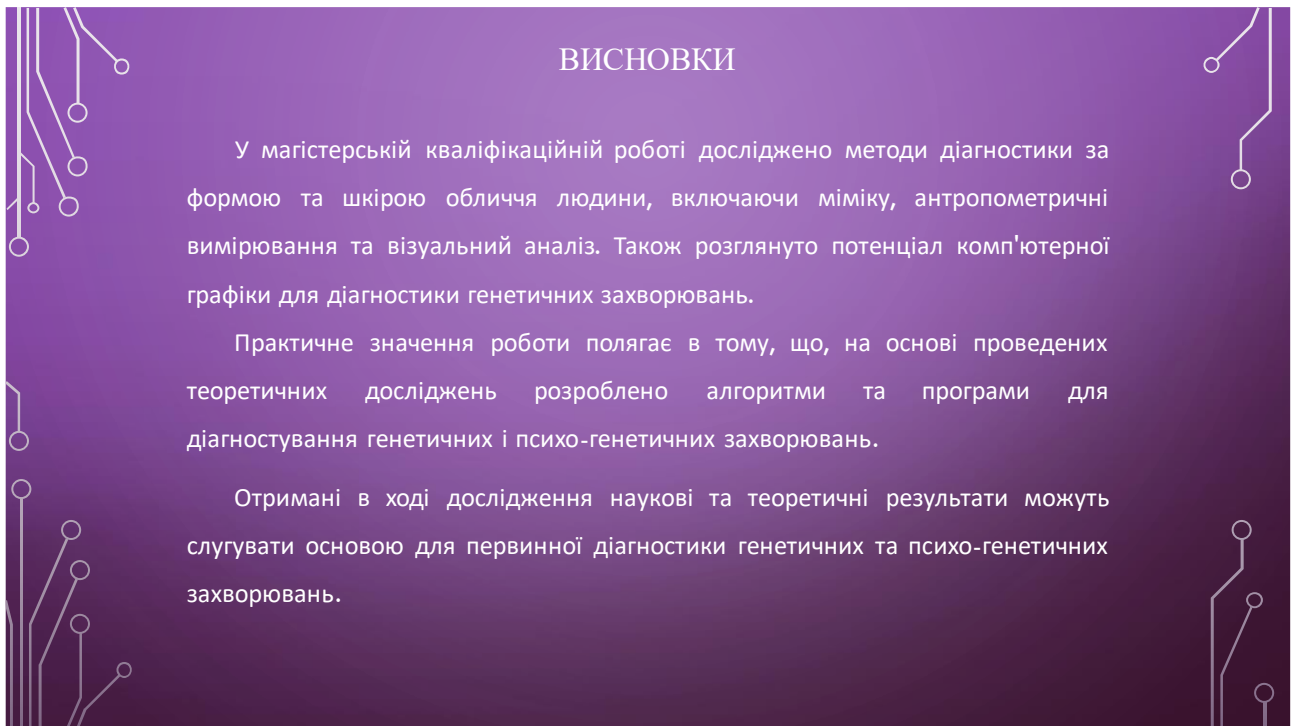 ВИСНОВКИ
У магістерській кваліфікаційній роботі досліджено методи діагностики за
формою та шкірою обличчя людини, включаючи міміку, антропометричні
вимірювання та візуальний аналіз. Також розглянуто потенціал комп'ютерної
графіки для діагностики генетичних захворювань.
Практичне значення роботи полягає в тому, що, на основі проведених
теоретичних досліджень розроблено алгоритми та програми для
діагностування генетичних і психо-генетичних захворювань.
Отримані в ході дослідження наукові та теоретичні результати можуть
слугувати основою для первинної діагностики генетичних та психо-генетичних
захворювань.